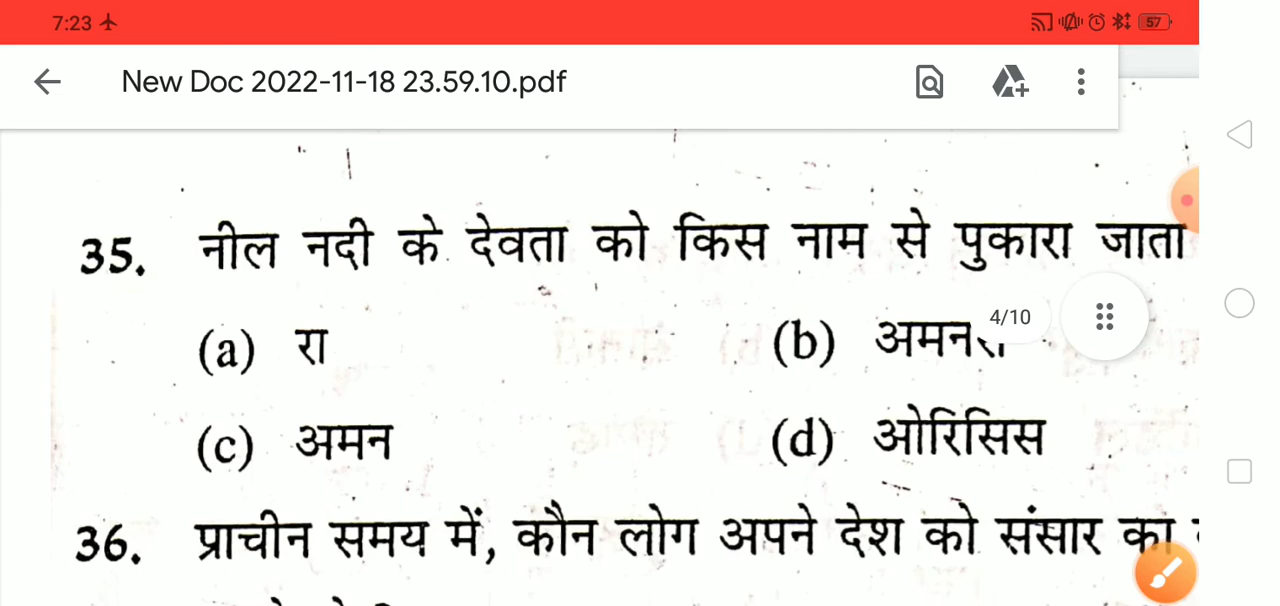 7:23
57
New Doc 2022-11-18 23.59.10.pdf
35. नील नदी के देवता को किस नाम से पुकारा जाता
(a) रा (b)
4/10
(c) अमन (d) ओरिसिस
36. प्राचीन समय में, कौन लोग अपने देश को संसार का